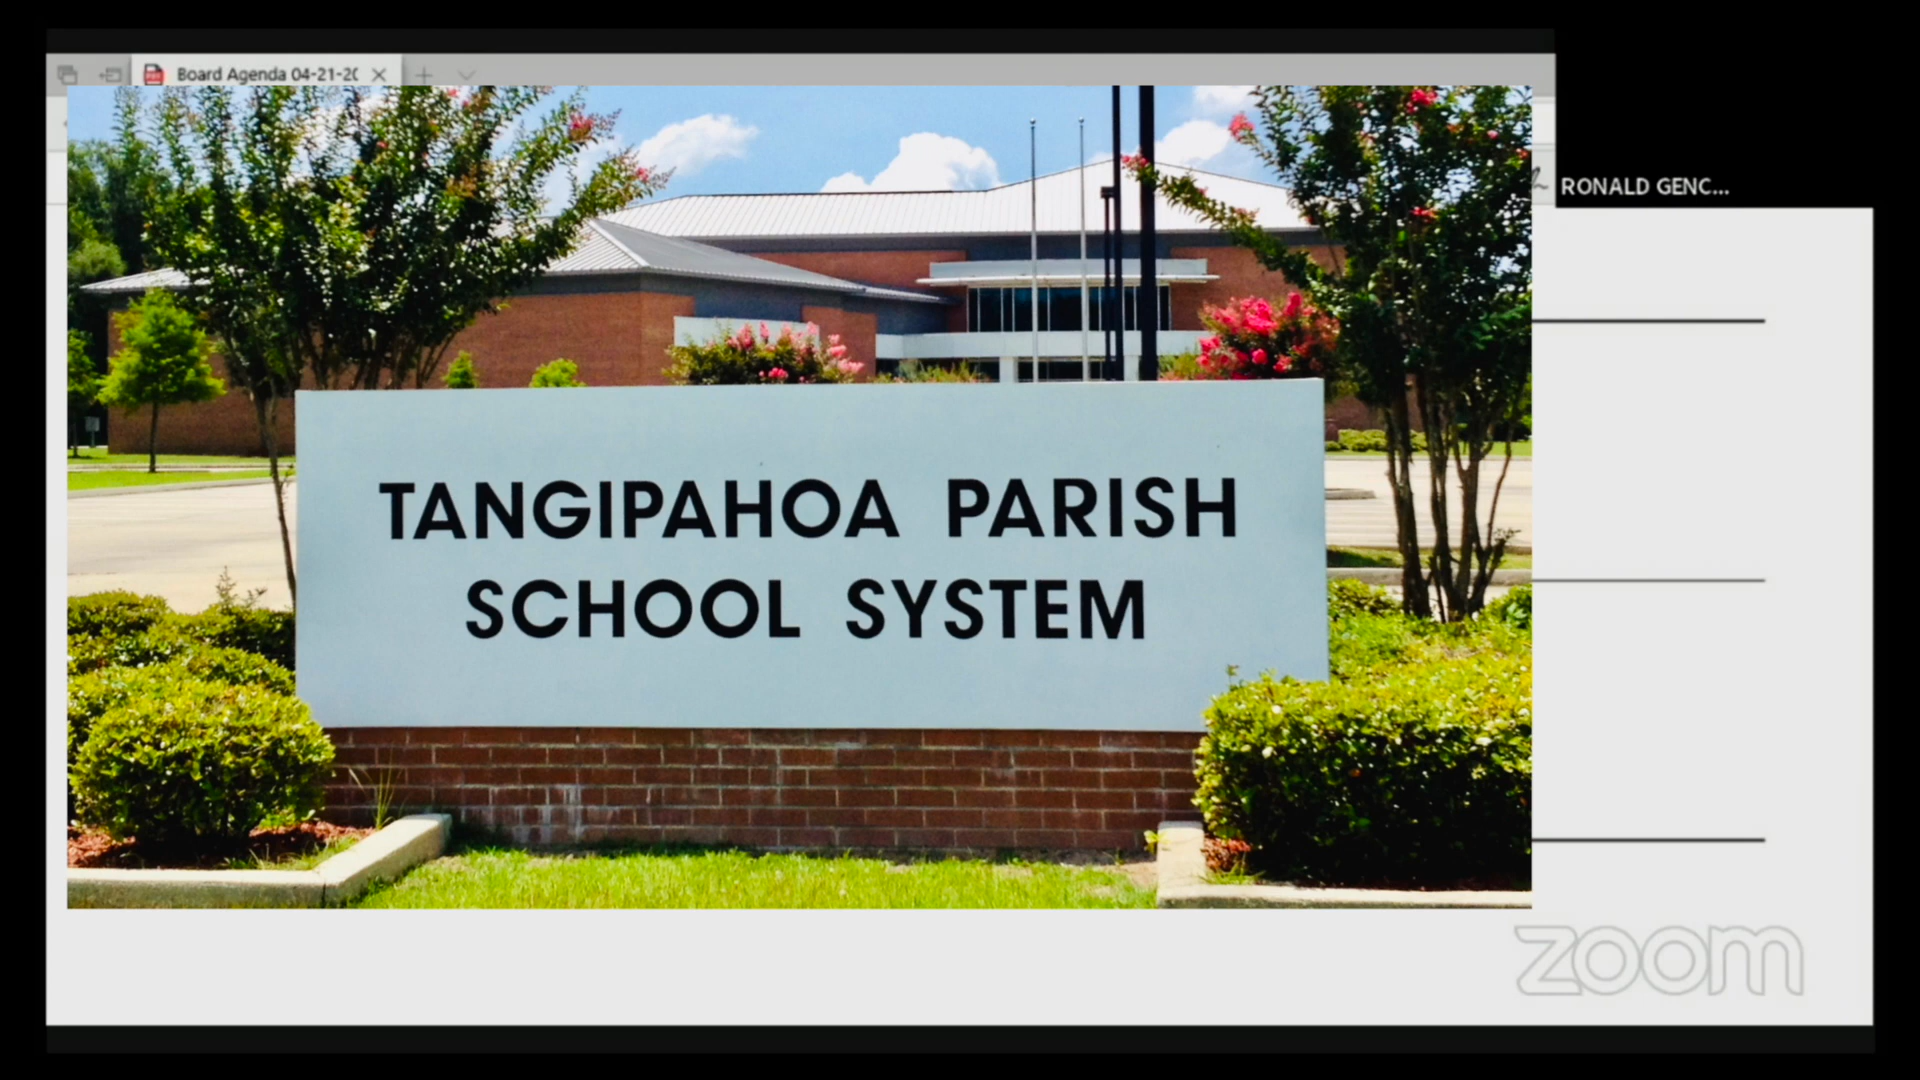 Board Agenda 04-21-20
RONALD GENC...
TANGIPAHOA PARISH
SCHOOL SYSTEM
zoom